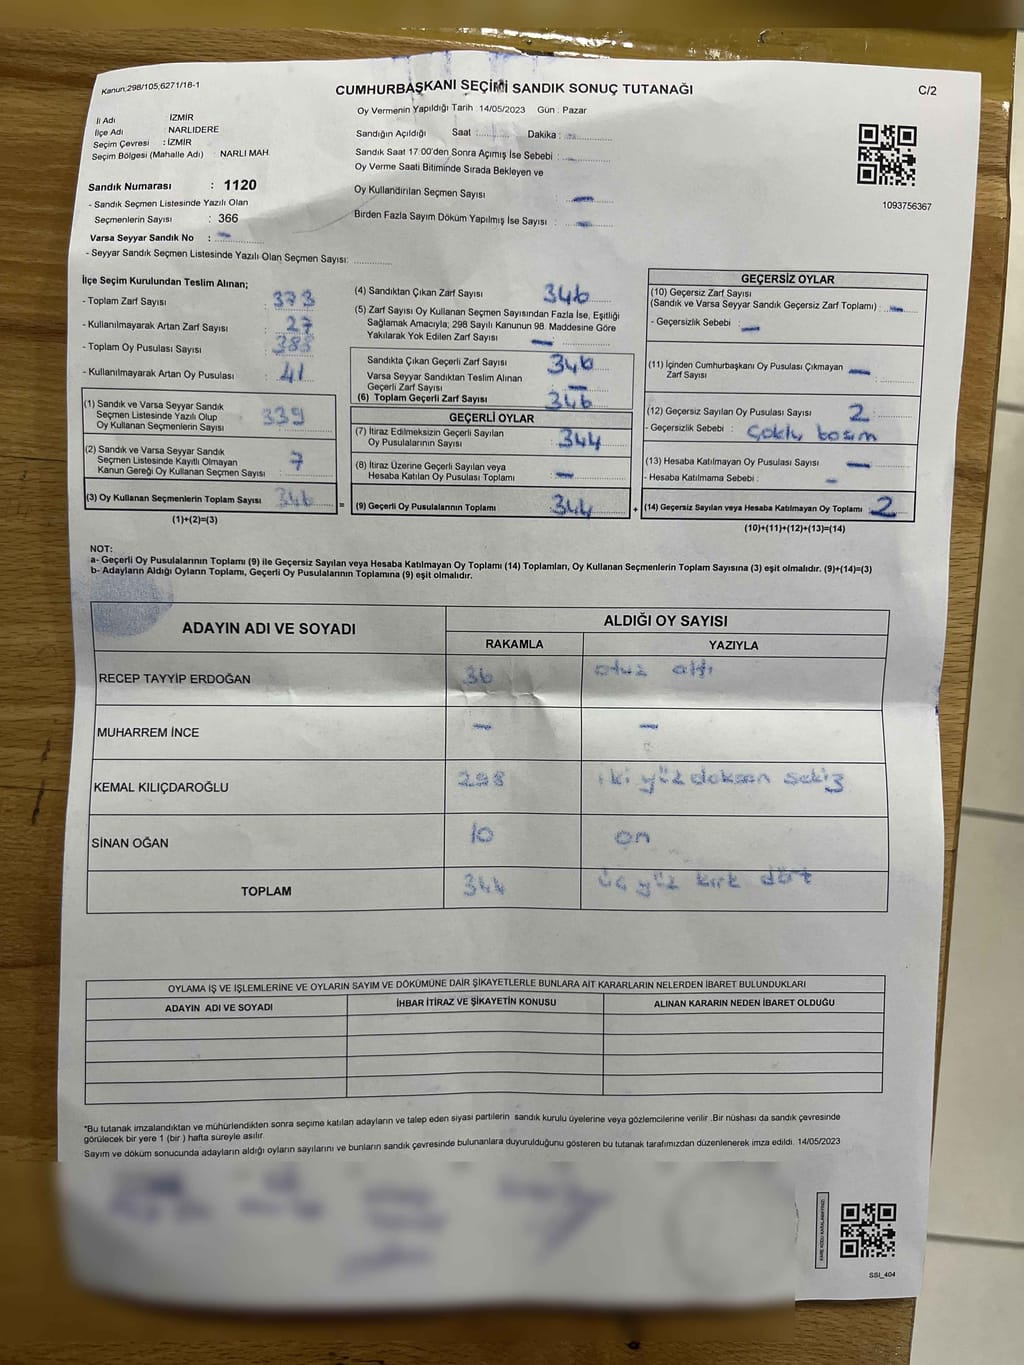 Kanun;298/105;6271/18-1
CUMHURBAŞKANI SEÇİMİ SANDIK SONUÇ TUTANAĞI
C/2
Oy Vermenin Yapıldığı Tarih 14/05/2023 Gün : Pazar
İl Adı : İZMİR
İlçe Adı : NARLIDERE
Seçim Çevresi : İZMİR
Seçim Bölgesi (Mahalle Adı) : NARLI MAH.
Sandık Numarası : 1120
- Sandık Seçmen Listesinde Yazılı Olan
Seçmenlerin Sayısı : 366
Varsa Seyyar Sandık No : -
- Seyyar Sandık Seçmen Listesinde Yazılı Olan Seçmen Sayısı:
Sandığın Açıldığı Saat : Dakika : -
Sandık Saat 17:00'den Sonra Açımış İse Sebebi : -
Oy Verme Saati Bitiminde Sırada Bekleyen ve
Oy Kullandırılan Seçmen Sayısı : -
Birden Fazla Sayım Döküm Yapılmış İse Sayısı : -
1093756367
İlçe Seçim Kurulundan Teslim Alınan;
- Toplam Zarf Sayısı : 373
- Kullanılmayarak Artan Zarf Sayısı : 27
- Toplam Oy Pusulası Sayısı : 385
- Kullanılmayarak Artan Oy Pusulası : 41
(1) Sandık ve Varsa Seyyar Sandık
Seçmen Listesinde Yazılı Olup
Oy Kullanan Seçmenlerin Sayısı : 339
(2) Sandık ve Varsa Seyyar Sandık
Seçmen Listesinde Kayıtlı Olmayan
Kanun Gereği Oy Kullanan Seçmen Sayısı : 7
(3) Oy Kullanan Seçmenlerin Toplam Sayısı : 346
(1)+(2)=(3)
(4) Sandıktan Çıkan Zarf Sayısı : 346
(5) Zarf Sayısı Oy Kullanan Seçmen Sayısından Fazla İse, Eşitliği
Sağlamak Amacıyla; 298 Sayılı Kanunun 98. Maddesine Göre
Yakılarak Yok Edilen Zarf Sayısı : -
Sandıkta Çıkan Geçerli Zarf Sayısı : 346
Varsa Seyyar Sandıktan Teslim Alınan
Geçerli Zarf Sayısı : -
(6) Toplam Geçerli Zarf Sayısı : 346
GEÇERLİ OYLAR
(7) İtiraz Edilmeksizin Geçerli Sayılan
Oy Pusulalarının Sayısı : 344
(8) İtiraz Üzerine Geçerli Sayılan veya
Hesaba Katılan Oy Pusulası Toplamı : -
= (9) Geçerli Oy Pusulalarının Toplamı : 344
GEÇERSİZ OYLAR
(10) Geçersiz Zarf Sayısı
(Sandık ve Varsa Seyyar Sandık Geçersiz Zarf Toplamı) : -
- Geçersizlik Sebebi : -
(11) İçinden Cumhurbaşkanı Oy Pusulası Çıkmayan
Zarf Sayısı : -
(12) Geçersiz Sayılan Oy Pusulası Sayısı : 2
- Geçersizlik Sebebi : Çoklu basım
(13) Hesaba Katılmayan Oy Pusulası Sayısı : -
- Hesaba Katılmama Sebebi : -
+ (14) Geçersiz Sayılan veya Hesaba Katılmayan Oy Toplamı : 2
(10)+(11)+(12)+(13)=(14)
NOT:
a- Geçerli Oy Pusulalarının Toplamı (9) ile Geçersiz Sayılan veya Hesaba Katılmayan Oy Toplamı (14) Toplamları, Oy Kullanan Seçmenlerin Toplam Sayısına (3) eşit olmalıdır. (9)+(14)=(3)
b- Adayların Aldığı Oyların Toplamı, Geçerli Oy Pusulalarının Toplamına (9) eşit olmalıdır.
ADAYIN ADI VE SOYADI ALDIĞI OY SAYISI
RAKAMLA YAZIYLA
RECEP TAYYİP ERDOĞAN 36 otuz altı
MUHARREM İNCE - -
KEMAL KILIÇDAROĞLU 298 iki yüz doksan sekiz
SİNAN OĞAN 10 on
TOPLAM 344 üç yüz kırk dört
OYLAMA İŞ VE İŞLEMLERİNE VE OYLARIN SAYIM VE DÖKÜMÜNE DAİR ŞİKAYETLERLE BUNLARA AİT KARARLARIN NELERDEN İBARET BULUNDUKLARI
ADAYIN ADI VE SOYADI İHBAR İTİRAZ VE ŞİKAYETİN KONUSU ALINAN KARARIN NEDEN İBARET OLDUĞU
*Bu tutanak imzalandıktan ve mühürlendikten sonra seçime katılan adayların ve talep eden siyasi partilerin sandık kurulu üyelerine veya gözlemcilerine verilir .Bir nüshası da sandık çevresinde
görülecek bir yere 1 (bir ) hafta süreyle asılır.
Sayım ve döküm sonucunda adayların aldığı oyların sayılarını ve bunların sandık çevresinde bulunanlara duyurulduğunu gösteren bu tutanak tarafımızdan düzenlenerek imza edildi. 14/05/2023
SSI_404